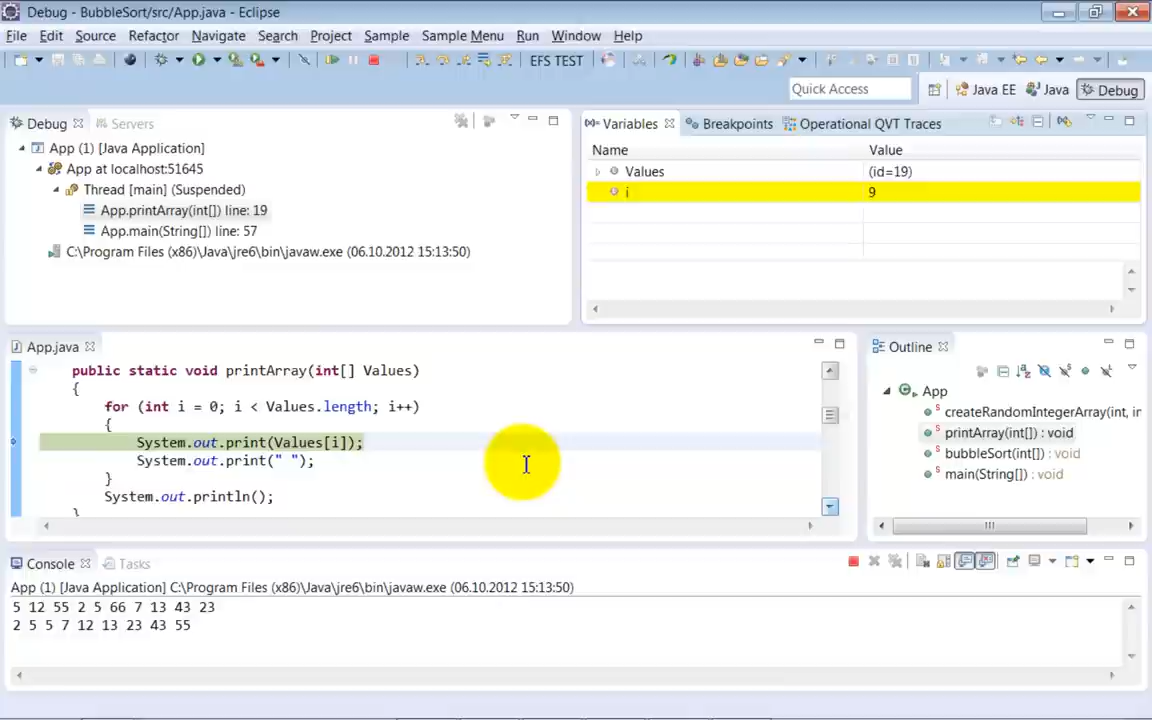 Debug - BubbleSort/src/App.java - Eclipse
File Edit Source Refactor Navigate Search Project Sample Sample Menu Run Window Help
EFS TEST
Quick Access
Java EE Java Debug
Debug Servers
App (1) [Java Application]
App at localhost:51645
Thread [main] (Suspended)
App.printArray(int[]) line: 19
App.main(String[]) line: 57
C:\Program Files (x86)\Java\jre6\bin\javaw.exe (06.10.2012 15:13:50)
(x)= Variables Breakpoints Operational QVT Traces
Name Value
Values (id=19)
i 9
App.java
public static void printArray(int[] Values)
{
for (int i = 0; i < Values.length; i++)
{
System.out.print(Values[i]);
System.out.print(" ");
}
System.out.println();
}
Outline
App
createRandomIntegerArray(int, in
printArray(int[]) : void
bubbleSort(int[]) : void
main(String[]) : void
Console Tasks
App (1) [Java Application] C:\Program Files (x86)\Java\jre6\bin\javaw.exe (06.10.2012 15:13:50)
5 12 55 2 5 66 7 13 43 23
2 5 5 7 12 13 23 43 55